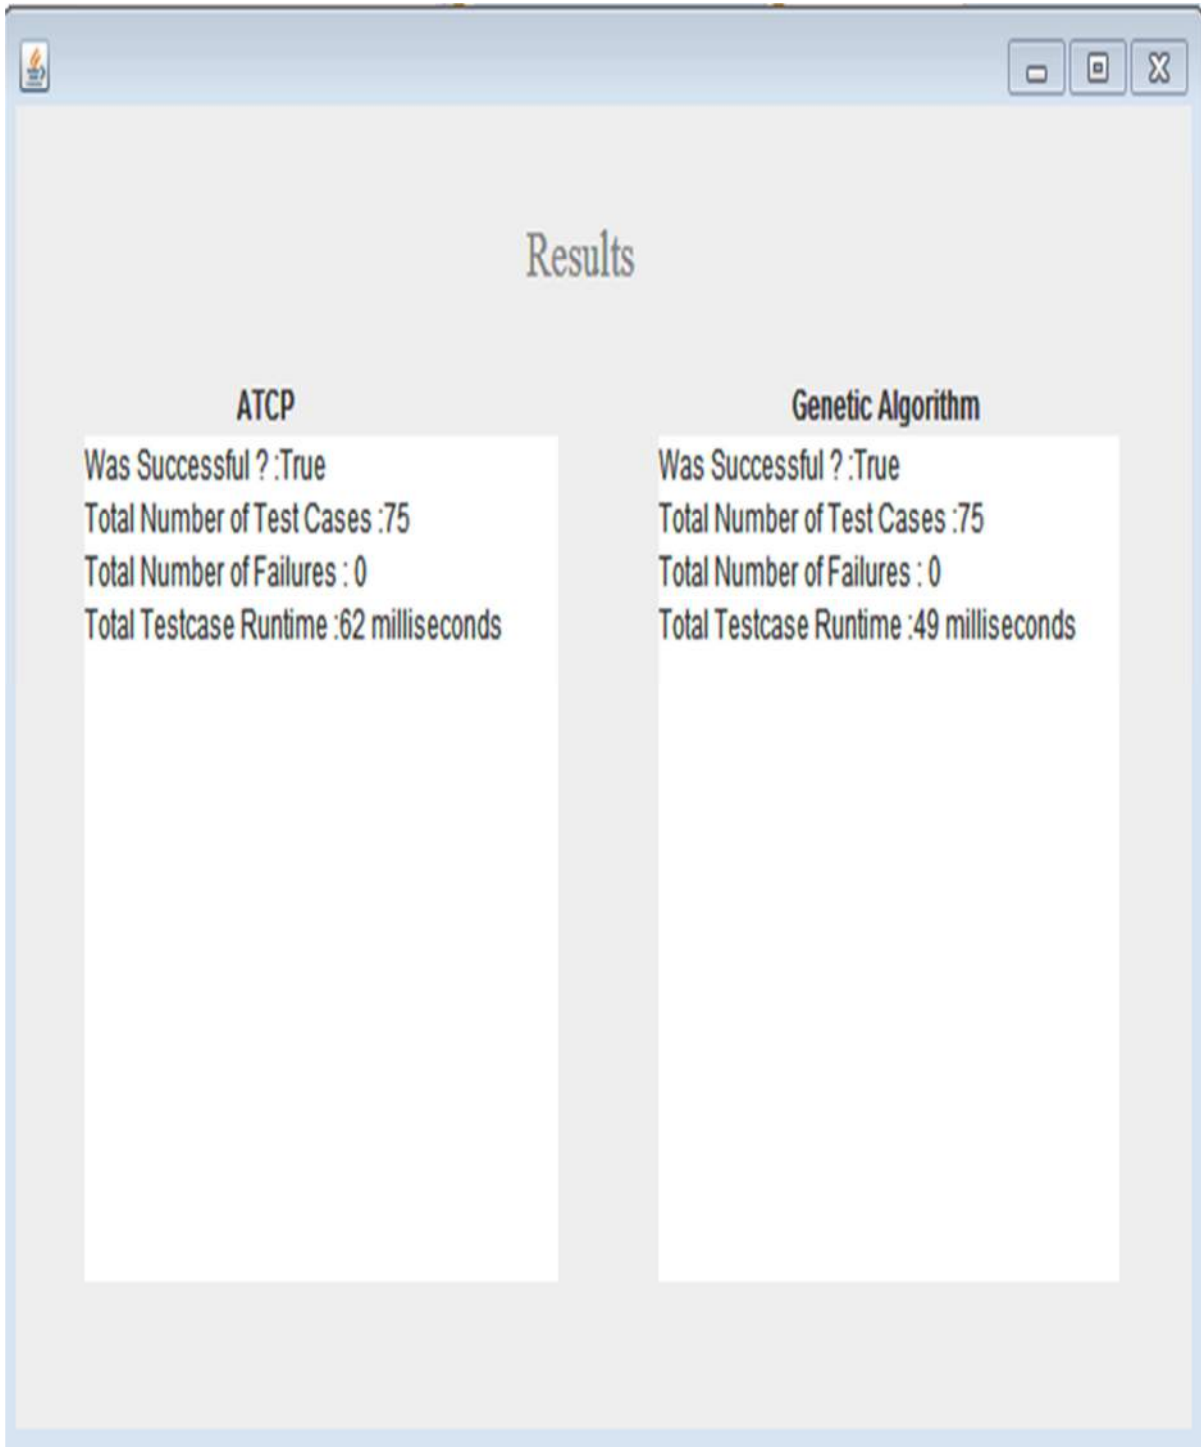 Results
ATCP
Was Successful ? :True
Total Number of Test Cases :75
Total Number of Failures : 0
Total Testcase Runtime :62 milliseconds
Genetic Algorithm
Was Successful ? :True
Total Number of Test Cases :75
Total Number of Failures : 0
Total Testcase Runtime :49 milliseconds